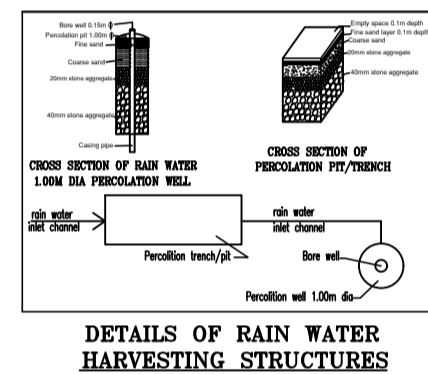 Bore well 0.15m ϕ
Percolation pit 1.00m ϕ
Fine sand
Coarse sand
20mm stone aggregate
40mm stone aggregate
Casing pipe
CROSS SECTION OF RAIN WATER
1.00M DIA PERCOLATION WELL
Empty space 0.1m depth
Fine sand layer 0.1m depth
Coarse sand
20mm stone aggregate
40mm stone aggregate
CROSS SECTION OF
PERCOLATION PIT/TRENCH
rain water
inlet channel
Percolition trench/pit
rain water
inlet channel
Bore well
Percolition well 1.00m dia
DETAILS OF RAIN WATER
HARVESTING STRUCTURES